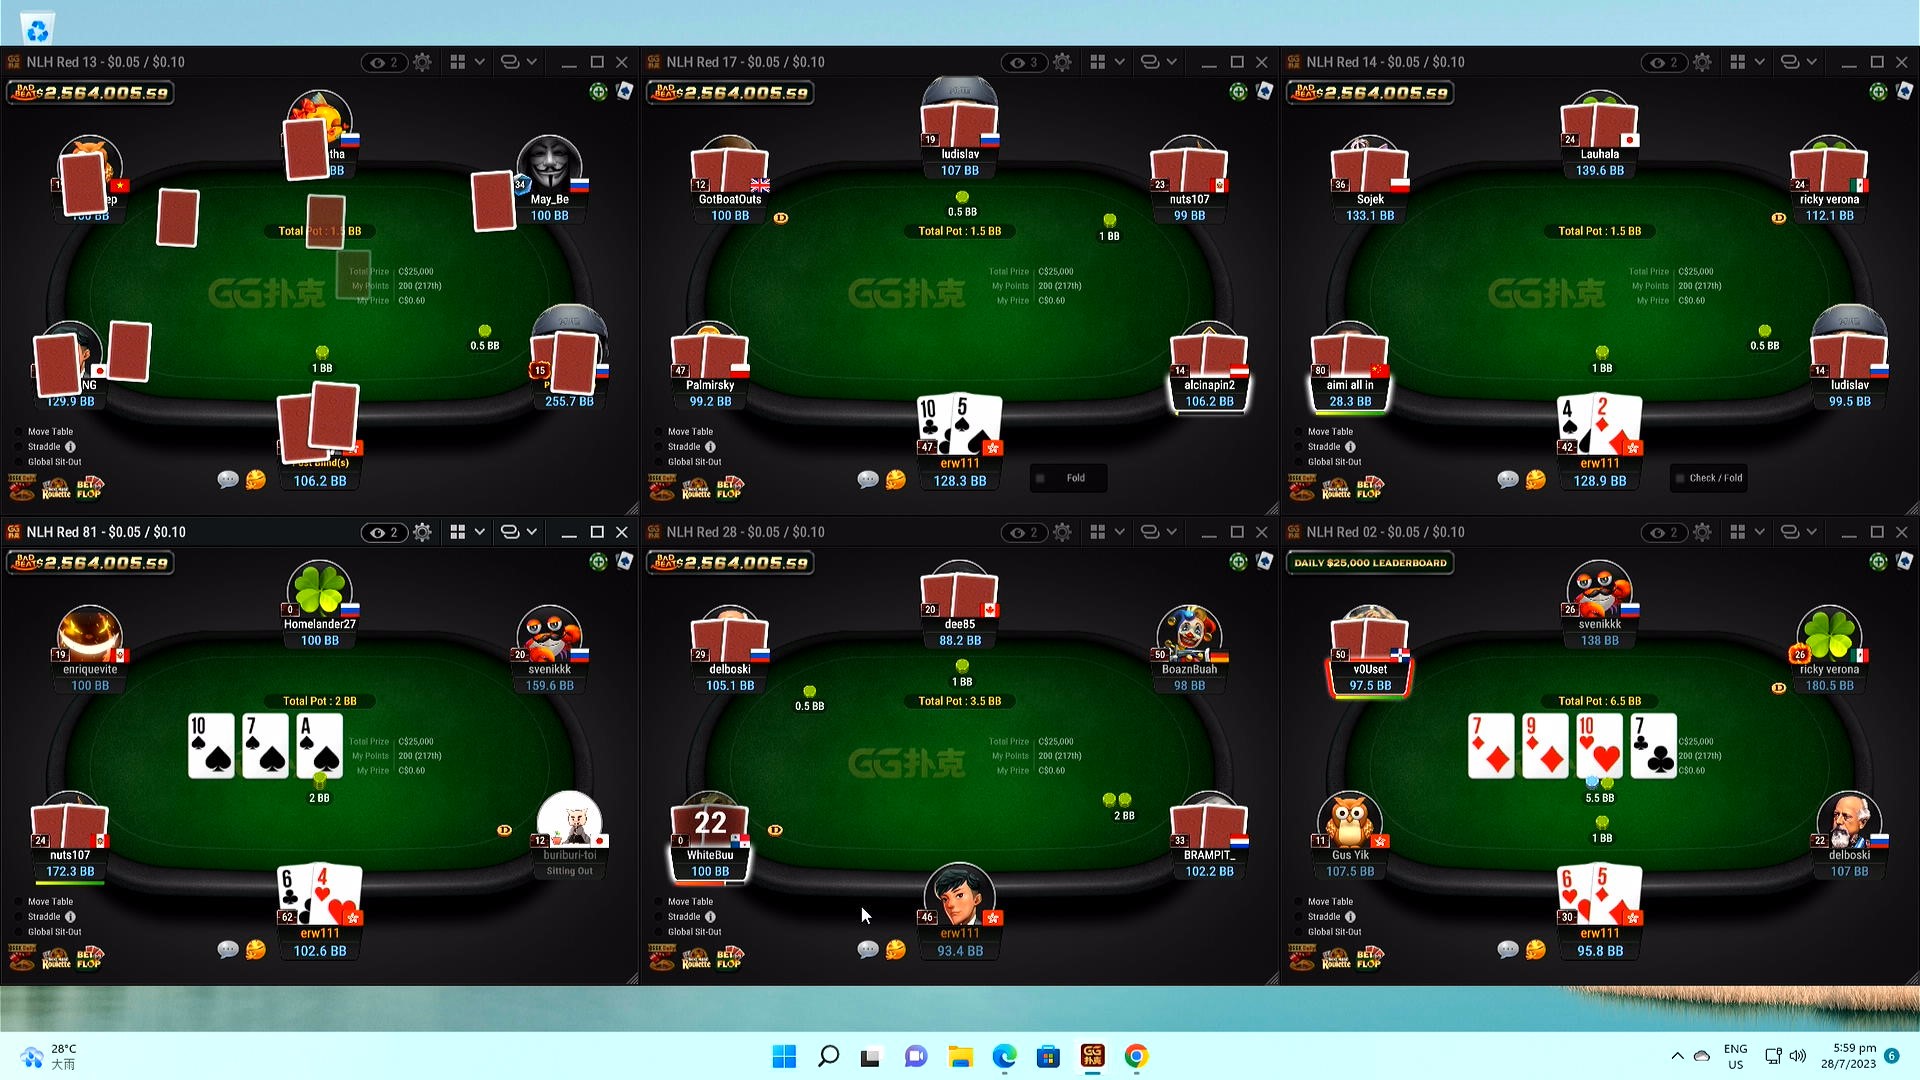 NLH Red 13 - $0.05 / $0.10
2
BAD BEAT $2,564,005.59
tha
BB
34
May_Be
100 BB
ep
100 BB
Total Pot : 1.5 BB
GG扑克
Total Prize C$25,000
My Points 200 (217th)
My Prize C$0.60
0.5 BB
1 BB
NG
129.9 BB
15
255.7 BB
Move Table
Straddle
Global Sit-Out
Post Blind(s)
106.2 BB
BET FLOP
Roulette
NLH Red 17 - $0.05 / $0.10
3
BAD BEAT $2,564,005.59
19
ludislav
107 BB
12
GotBoatOuts
100 BB
23
nuts107
99 BB
D
0.5 BB
1 BB
Total Pot : 1.5 BB
GG扑克
Total Prize C$25,000
My Points 200 (217th)
My Prize C$0.60
47
Palmirsky
99.2 BB
14
alcinapin2
106.2 BB
10 5
47
erw111
128.3 BB
Move Table
Straddle
Global Sit-Out
Fold
Roulette
BET FLOP
NLH Red 14 - $0.05 / $0.10
2
BAD BEAT $2,564,005.59
24
Lauhala
139.6 BB
36
Sojek
133.1 BB
24
ricky verona
112.1 BB
D
Total Pot : 1.5 BB
GG扑克
Total Prize C$25,000
My Points 200 (217th)
My Prize C$0.60
0.5 BB
1 BB
80
aimi all in
28.3 BB
14
ludislav
99.5 BB
4 2
42
erw111
128.9 BB
Move Table
Straddle
Global Sit-Out
Check / Fold
Roulette
BET FLOP
NLH Red 81 - $0.05 / $0.10
2
BAD BEAT $2,564,005.59
0
Homelander27
100 BB
19
enriquevite
100 BB
20
svenikkk
159.6 BB
Total Pot : 2 BB
10 7 A
Total Prize C$25,000
My Points 200 (217th)
My Prize C$0.60
2 BB
24
nuts107
172.3 BB
D
12
buriburi-toi
Sitting Out
6 4
62
erw111
102.6 BB
Move Table
Straddle
Global Sit-Out
Roulette
BET FLOP
NLH Red 28 - $0.05 / $0.10
2
BAD BEAT $2,564,005.59
20
dee85
88.2 BB
29
delboski
105.1 BB
50
BoaznBuah
98 BB
1 BB
0.5 BB
Total Pot : 3.5 BB
GG扑克
Total Prize C$25,000
My Points 200 (217th)
My Prize C$0.60
2 BB
22
0
WhiteBuu
100 BB
D
33
BRAMPIT_
102.2 BB
46
erw111
93.4 BB
Move Table
Straddle
Global Sit-Out
Roulette
BET FLOP
NLH Red 02 - $0.05 / $0.10
2
DAILY $25,000 LEADERBOARD
26
svenikkk
138 BB
50
v0Uset
97.5 BB
26
ricky verona
180.5 BB
D
Total Pot : 6.5 BB
7 9 10 7
C$25,000
200 (217th)
C$0.60
5.5 BB
1 BB
11
Gus Yik
107.5 BB
22
delboski
107 BB
6 5
30
erw111
95.8 BB
Move Table
Straddle
Global Sit-Out
Roulette
BET FLOP
28°C
大雨
GG扑克
ENG
US
5:59 pm
28/7/2023
6